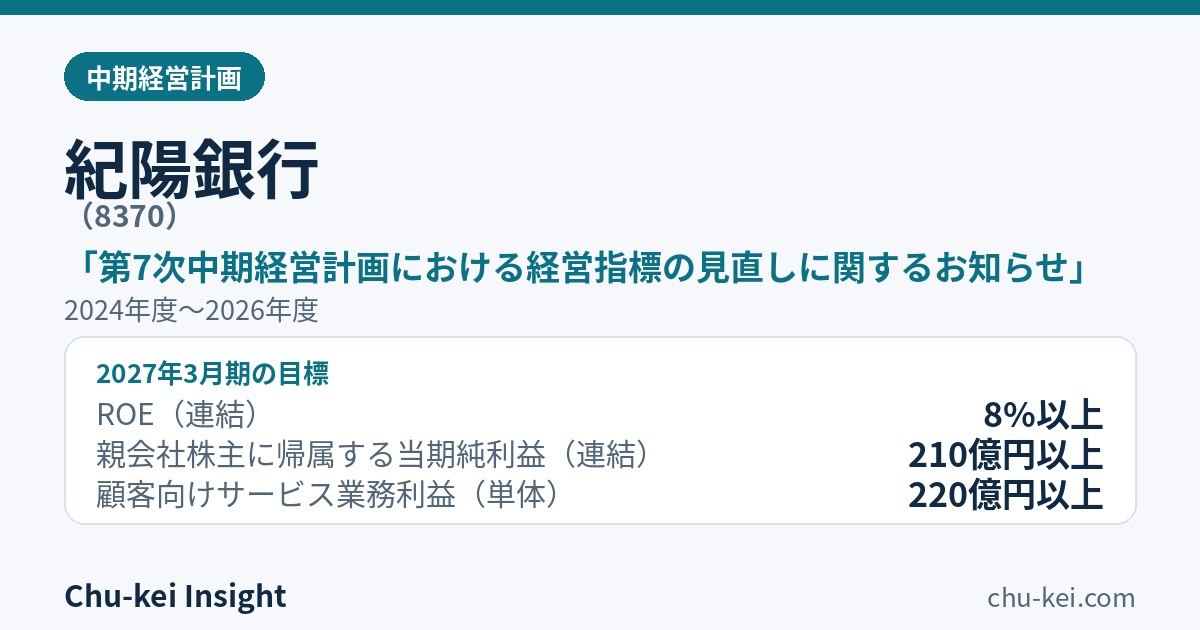 中期経営計画
紀陽銀行
（8370）
「第7次中期経営計画における経営指標の見直しに関するお知らせ」
2024年度～2026年度
2027年3月期の目標
ROE（連結） 8%以上
親会社株主に帰属する当期純利益（連結） 210億円以上
顧客向けサービス業務利益（単体） 220億円以上
Chu-kei Insight chu-kei.com